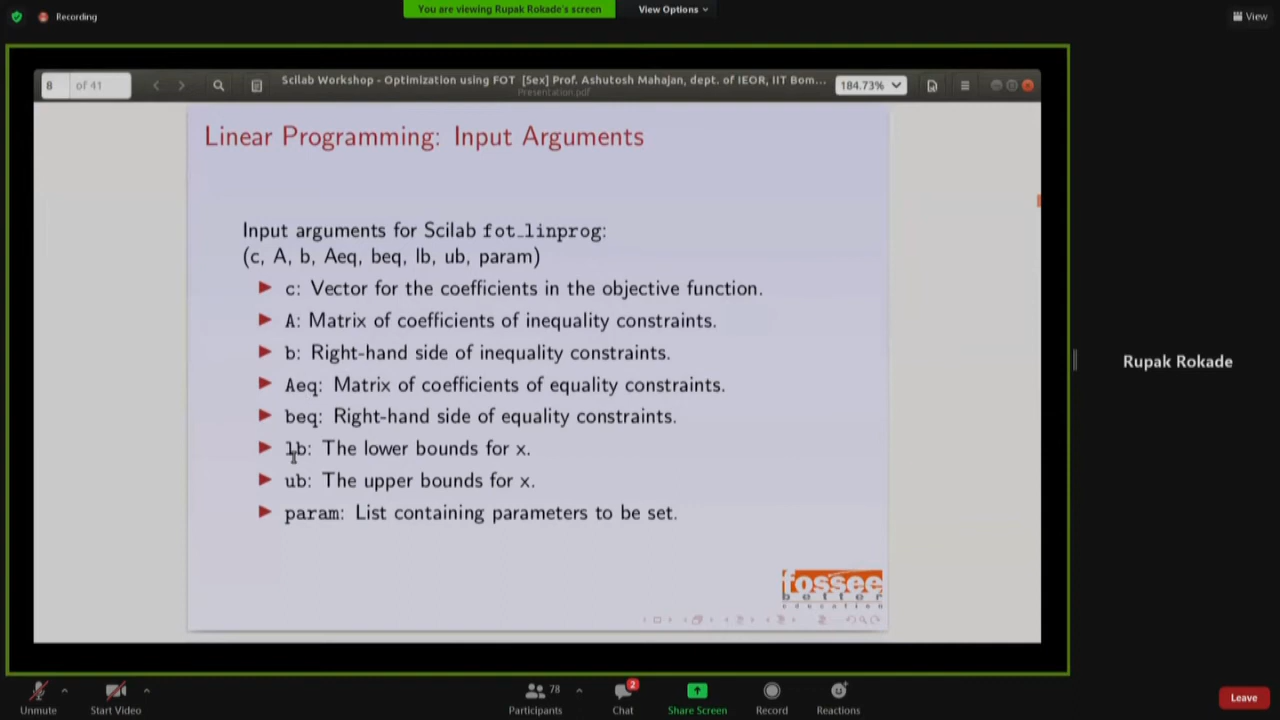 Recording
You are viewing Rupak Rokade's screen
View Options
View
8 of 41
Scilab Workshop - Optimization using FOT [Sex] Prof. Ashutosh Mahajan, dept. of IEOR, IIT Bom...
Presentation.pdf
184.73%
Linear Programming: Input Arguments
Input arguments for Scilab fot_linprog:
(c, A, b, Aeq, beq, lb, ub, param)
► c: Vector for the coefficients in the objective function.
► A: Matrix of coefficients of inequality constraints.
► b: Right-hand side of inequality constraints.
► Aeq: Matrix of coefficients of equality constraints.
► beq: Right-hand side of equality constraints.
► lb: The lower bounds for x.
► ub: The upper bounds for x.
► param: List containing parameters to be set.
fossee
better
education
Rupak Rokade
Unmute
Start Video
78
Participants
2
Chat
Share Screen
Record
Reactions
Leave